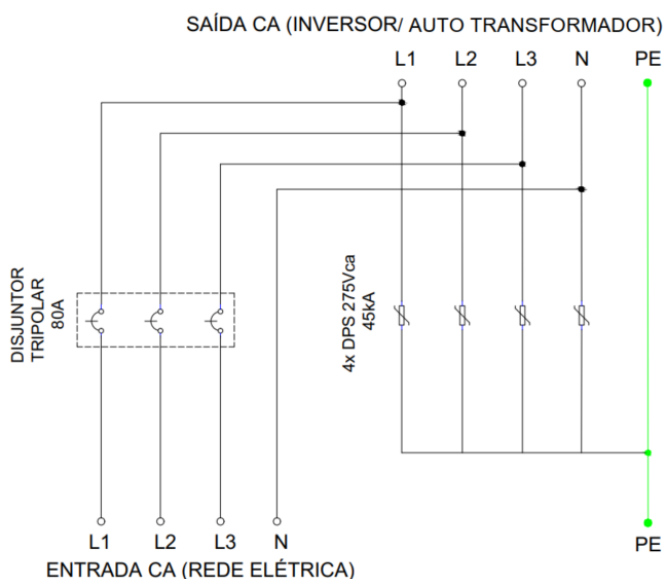 SAÍDA CA (INVERSOR/ AUTO TRANSFORMADOR)
L1 L2 L3 N PE
DISJUNTOR
TRIPOLAR
80A
4x DPS 275Vca
45kA
L1 L2 L3 N PE
ENTRADA CA (REDE ELÉTRICA)